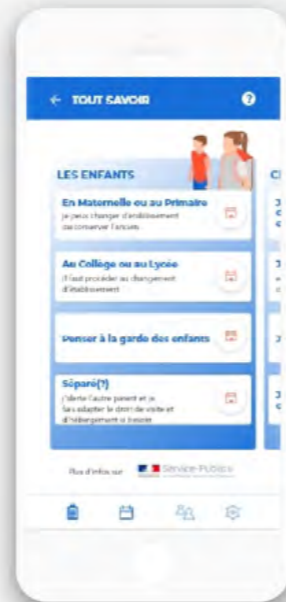 ← TOUT SAVOIR ?
LES ENFANTS
En Maternelle ou au Primaire
je peux changer d'établissement
ou conserver l'ancien
Au Collège ou au Lycée
il faut procéder au changement
d'établissement
Penser à la garde des enfants
Séparé(?)
j'alerte l'autre parent et je
fais adapter le droit de visite et
d'hébergement si besoin
Plus d'infos sur Service-Public.fr